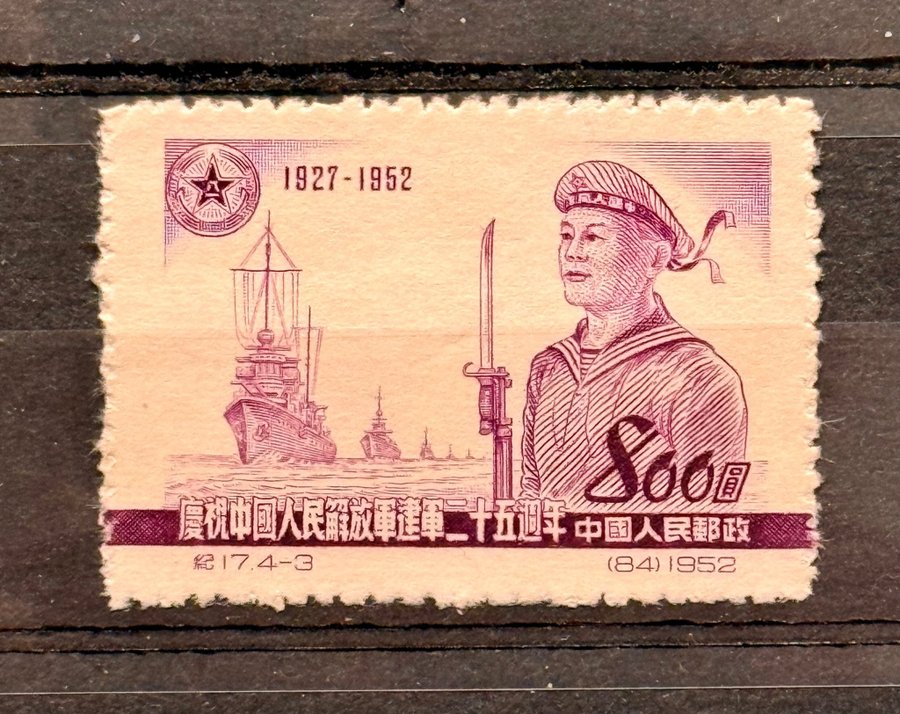 1927-1952
800圓
慶祝中國人民解放軍建軍二十五週年 中國人民郵政
紀17.4-3 (84)1952